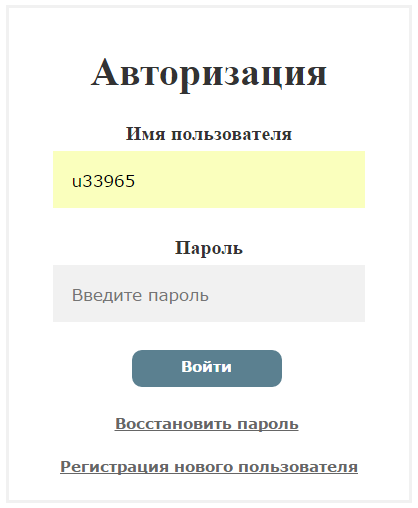 Авторизация
Имя пользователя
u33965
Пароль
Введите пароль
Войти
Восстановить пароль
Регистрация нового пользователя